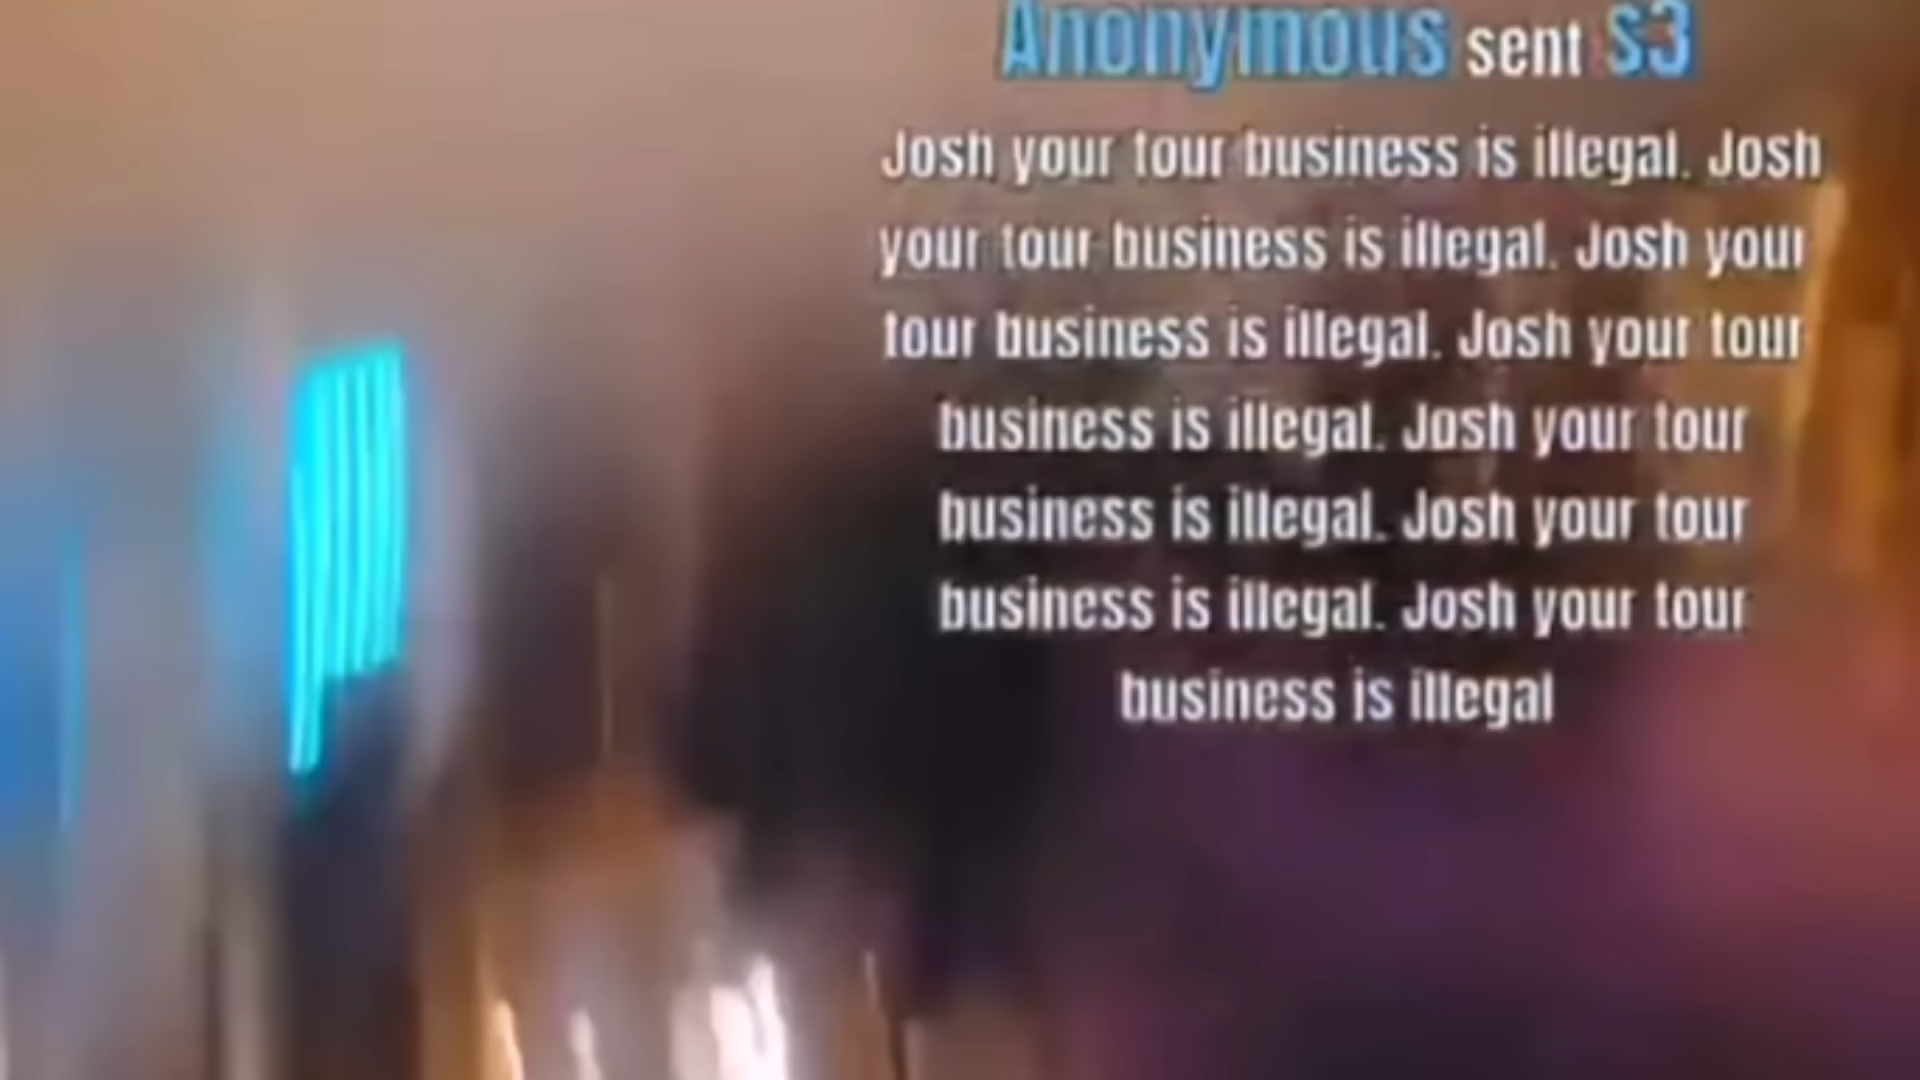 Anonymous sent $3
Josh your tour business is illegal. Josh
your tour business is illegal. Josh your
tour business is illegal. Josh your tour
business is illegal. Josh your tour
business is illegal. Josh your tour
business is illegal. Josh your tour
business is illegal